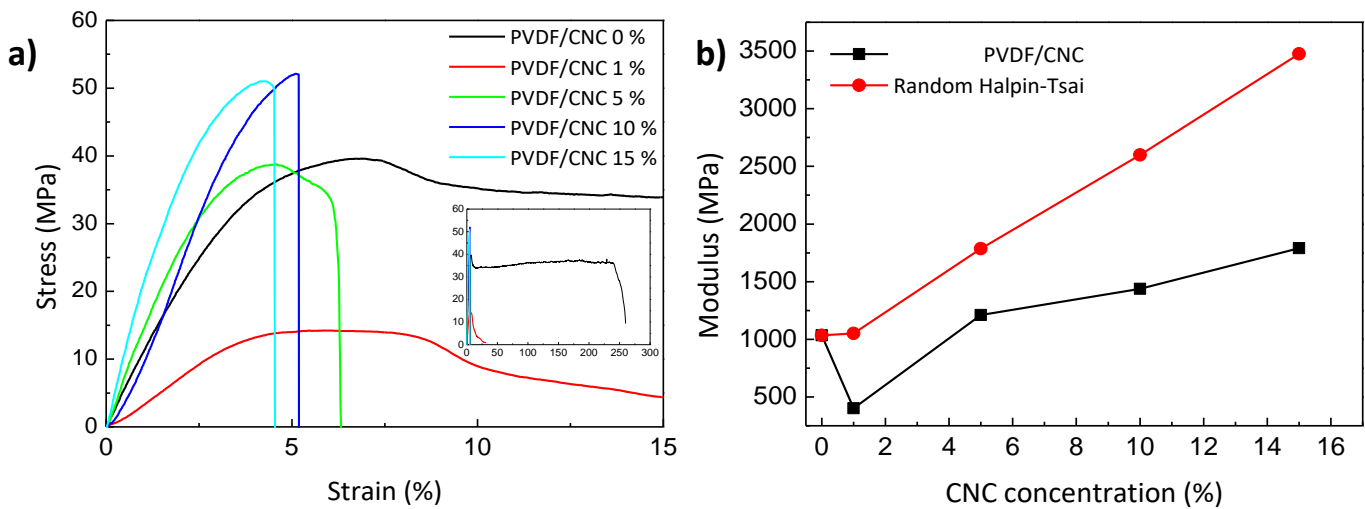 a)
60
50
40
30
20
10
0
Stress (MPa)
0 5 10 15
Strain (%)
PVDF/CNC 0 %
PVDF/CNC 1 %
PVDF/CNC 5 %
PVDF/CNC 10 %
PVDF/CNC 15 %
60
50
40
30
20
10
0
0 50 100 150 200 250 300
b)
3500
3000
2500
2000
1500
1000
500
Modulus (MPa)
0 2 4 6 8 10 12 14 16
CNC concentration (%)
PVDF/CNC
Random Halpin-Tsai